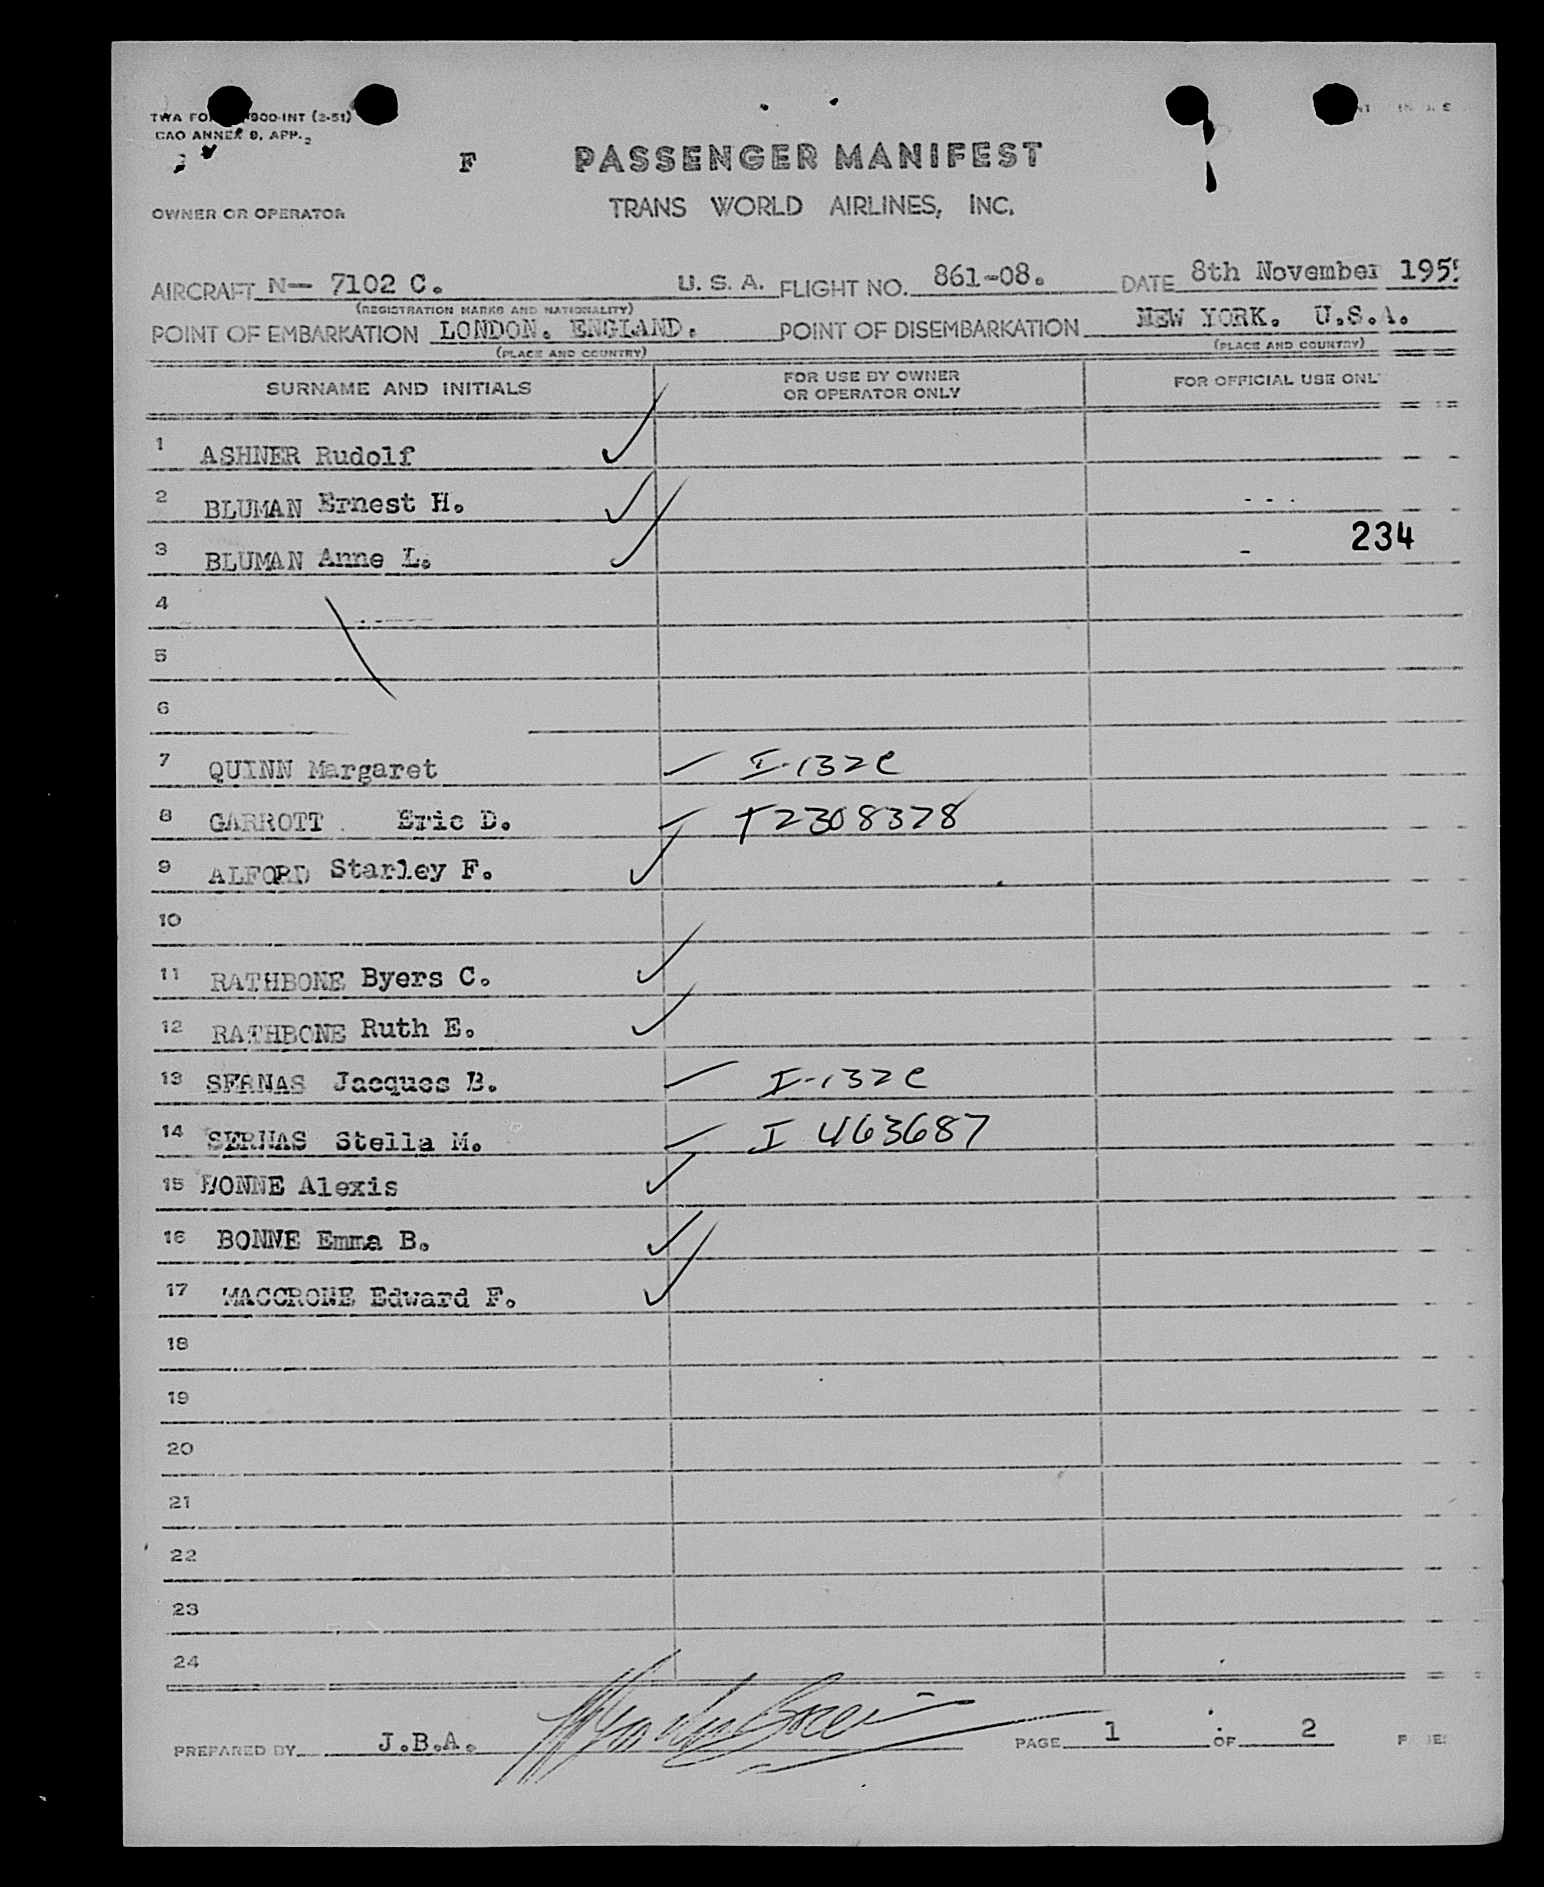 TWA FO 900-INT (2-51)
CAO ANNEX 9, APP. 2
F PASSENGER MANIFEST
OWNER OR OPERATOR TRANS WORLD AIRLINES, INC.
AIRCRAFT N- 7102 C. U. S. A. FLIGHT NO. 861-08. DATE 8th November 1955
(REGISTRATION MARKS AND NATIONALITY)
POINT OF EMBARKATION LONDON. ENGLAND. POINT OF DISEMBARKATION NEW YORK. U.S.A.
(PLACE AND COUNTRY) (PLACE AND COUNTRY)
SURNAME AND INITIALS FOR USE BY OWNER OR OPERATOR ONLY FOR OFFICIAL USE ONL
1 ASHNER Rudolf ✓
2 BLUMAN Ernest H. ✓
3 BLUMAN Anne L. ✓ 234
4
5
6
7 QUINN Margaret I-132C
8 GARROTT Eric D. T2308328
9 ALFORD Starley F. ✓
10
11 RATHBONE Byers C. ✓
12 RATHBONE Ruth E. ✓
13 SERNAS Jacques B. I-132C
14 SERNAS Stella M. I 463687
15 BONNE Alexis ✓
16 BONNE Emma B. ✓
17 MACCRONE Edward F. ✓
18
19
20
21
22
23
24
PREPARED BY J.B.A. PAGE 1 OF 2